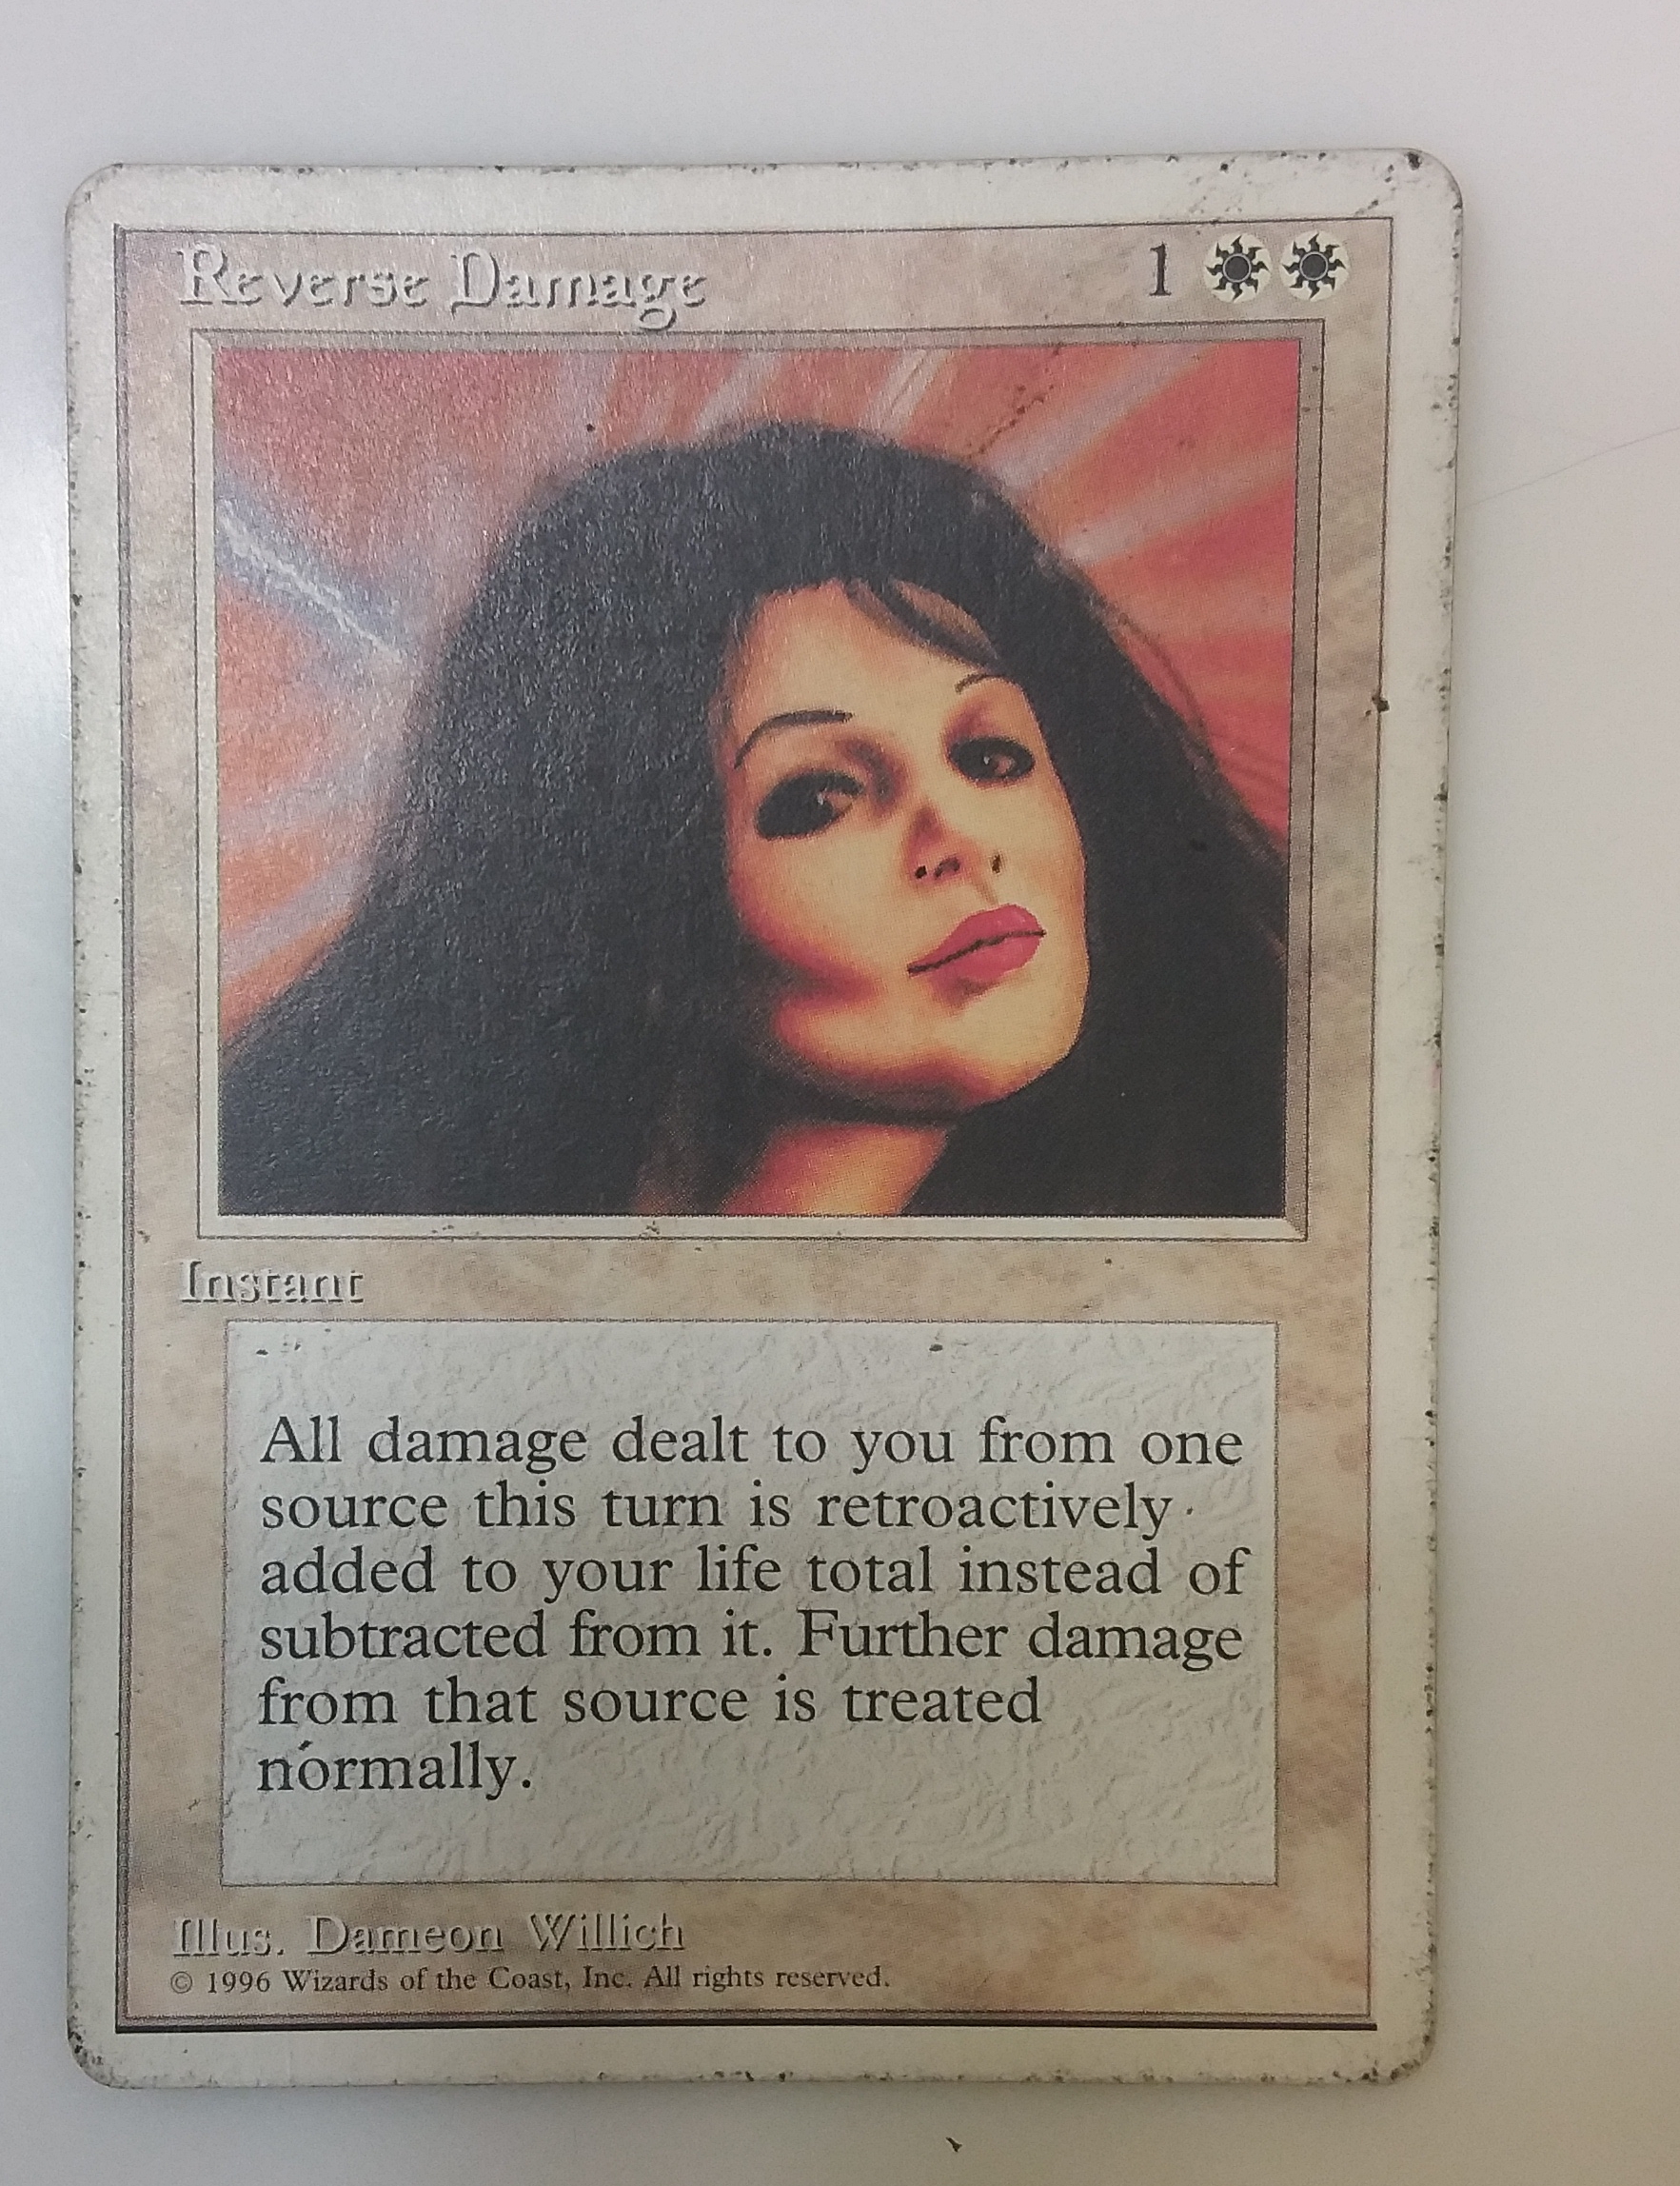 Reverse Damage 1
Instant
All damage dealt to you from one
source this turn is retroactively
added to your life total instead of
subtracted from it. Further damage
from that source is treated
normally.
Illus. Dameon Willich
© 1996 Wizards of the Coast, Inc. All rights reserved.